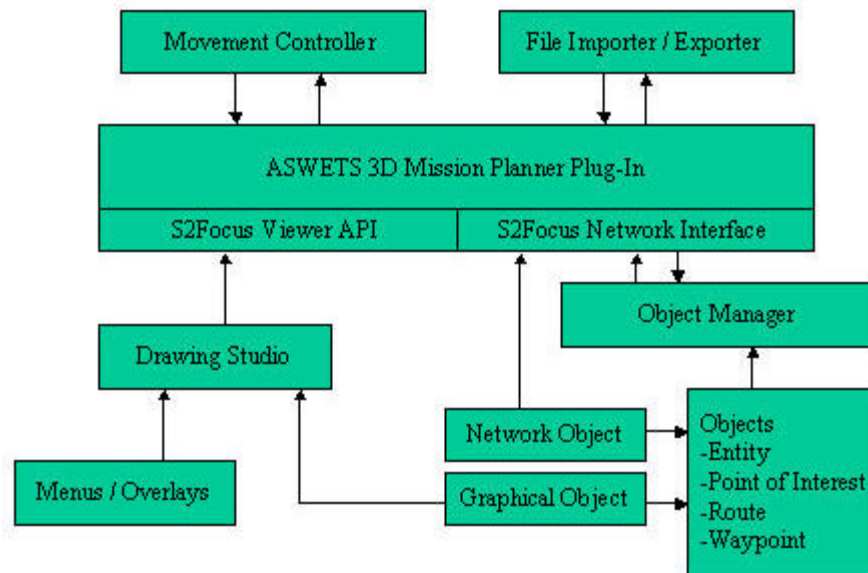 Movement Controller
File Importer / Exporter
ASWETS 3D Mission Planner Plug-In
S2Focus Viewer API
S2Focus Network Interface
Object Manager
Drawing Studio
Network Object
Objects
-Entity
-Point of Interest
-Route
-Waypoint
Menus / Overlays
Graphical Object